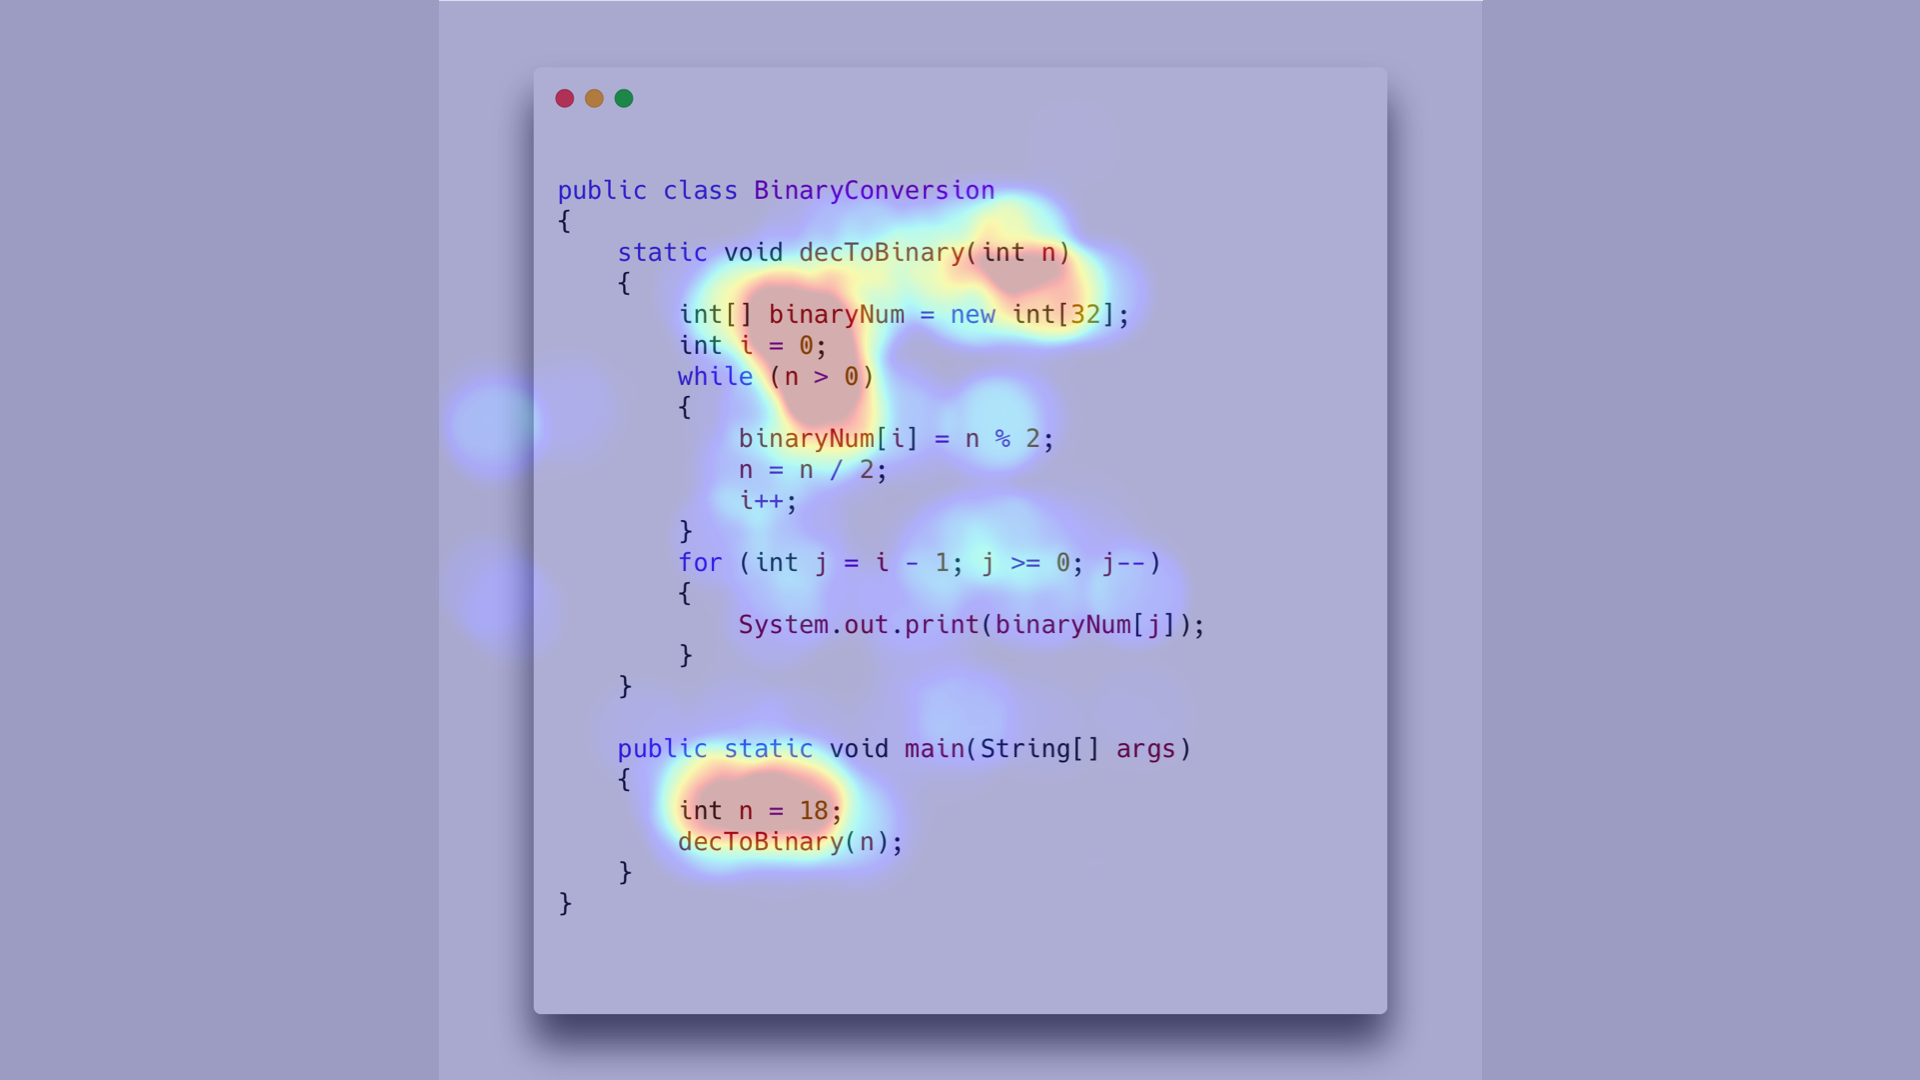 public class BinaryConversion
{
    static void decToBinary(int n)
    {
        int[] binaryNum = new int[32];
        int i = 0;
        while (n > 0)
        {
            binaryNum[i] = n % 2;
            n = n / 2;
            i++;
        }
        for (int j = i - 1; j >= 0; j--)
        {
            System.out.print(binaryNum[j]);
        }
    }

    public static void main(String[] args)
    {
        int n = 18;
        decToBinary(n);
    }
}